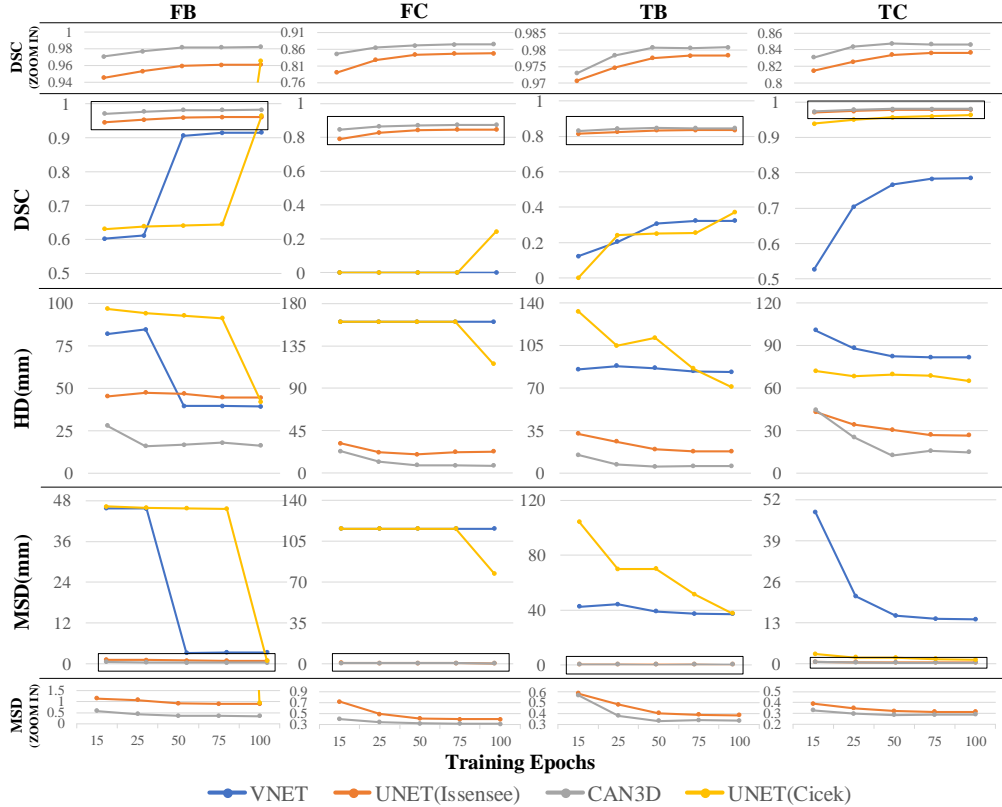 FB FC TB TC
DSC (ZOOM IN)
1 0.98 0.96 0.94
0.91 0.86 0.81 0.76
0.985 0.98 0.975 0.97
0.86 0.84 0.82 0.8
DSC
1 0.9 0.8 0.7 0.6 0.5
1 0.8 0.6 0.4 0.2 0
1 0.8 0.6 0.4 0.2 0
1 0.9 0.8 0.7 0.6 0.5
HD(mm)
100 75 50 25 0
180 135 90 45 0
140 105 70 35 0
120 90 60 30 0
MSD(mm)
48 36 24 12 0
140 105 70 35 0
120 80 40 0
52 39 26 13 0
MSD (ZOOM IN)
1.5 1 0.5 0
0.9 0.7 0.5 0.3
0.6 0.5 0.4 0.3 0.2
0.5 0.4 0.3 0.2
15 25 50 75 100
15 25 50 75 100
15 25 50 75 100
15 25 50 75 100
Training Epochs
VNET UNET(Issensee) CAN3D UNET(Cicek)